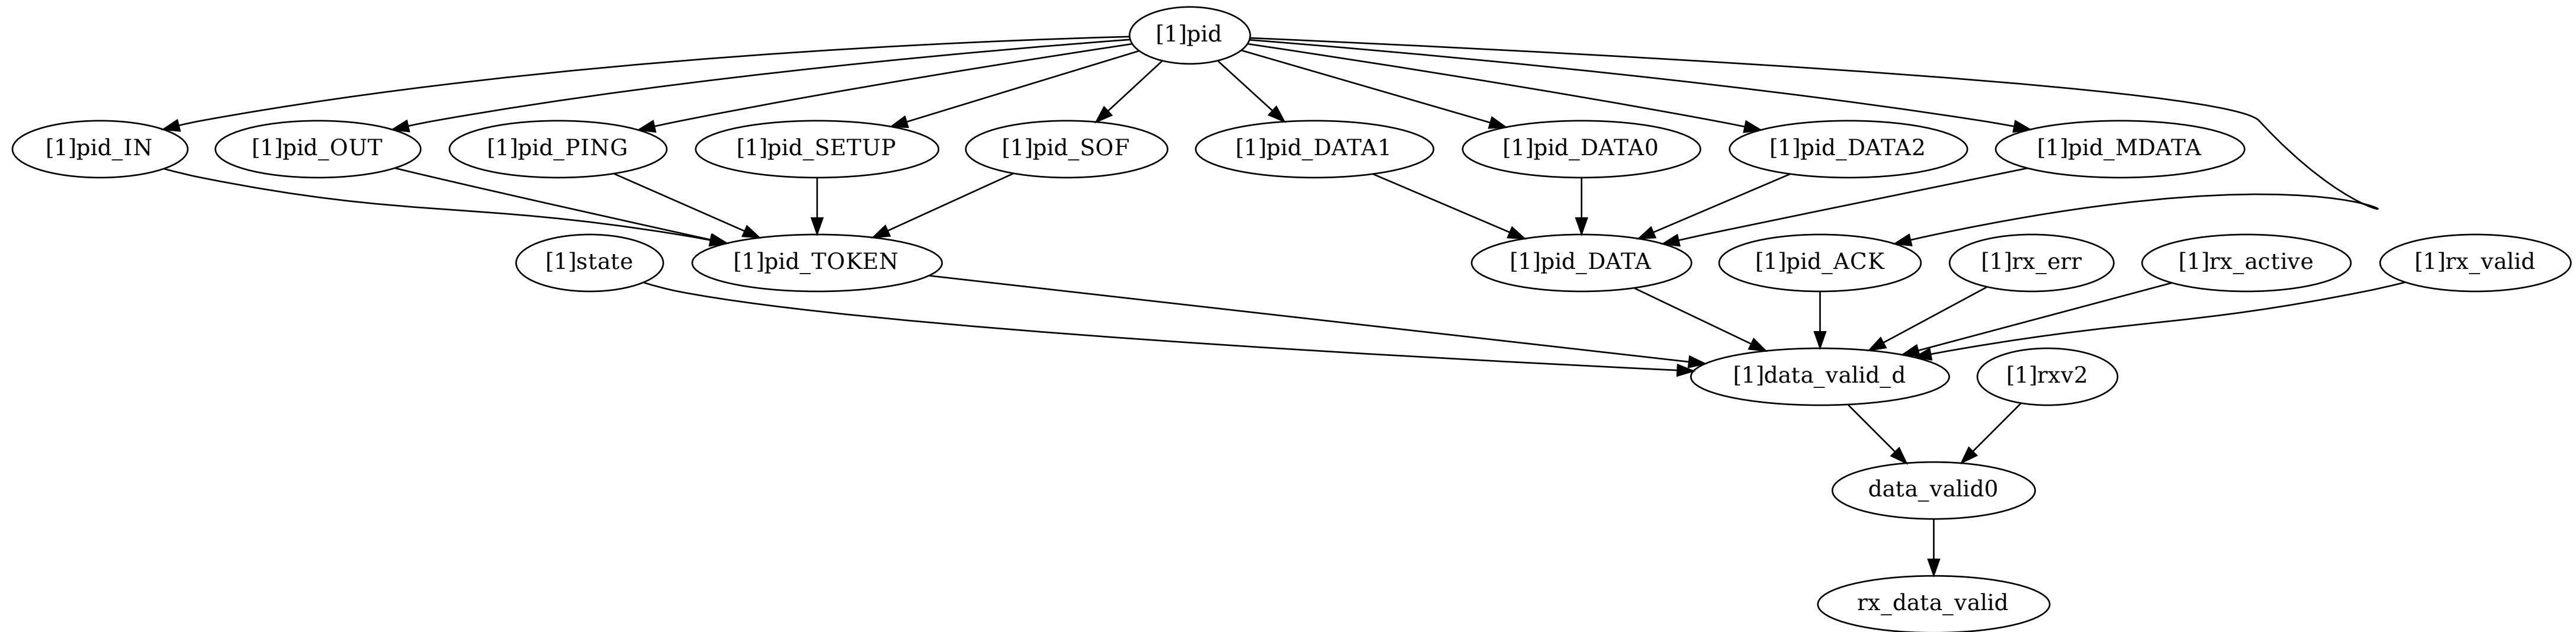 [1]pid
[1]pid_IN
[1]pid_OUT
[1]pid_PING
[1]pid_SETUP
[1]pid_SOF
[1]pid_DATA1
[1]pid_DATA0
[1]pid_DATA2
[1]pid_MDATA
[1]state
[1]pid_TOKEN
[1]pid_DATA
[1]pid_ACK
[1]rx_err
[1]rx_active
[1]rx_valid
[1]data_valid_d
[1]rxv2
data_valid0
rx_data_valid